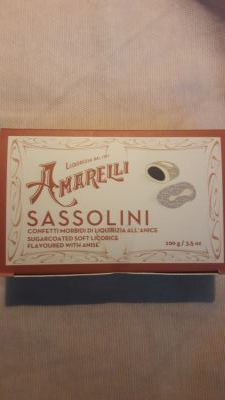 LIQUIRIZIA DAL 1731
AMARELLI
SASSOLINI
CONFETTI MORBIDI DI LIQUIRIZIA ALL'ANICE
SUGARCOATED SOFT LICORICE
FLAVOURED WITH ANISE
100 g / 3.5 oz